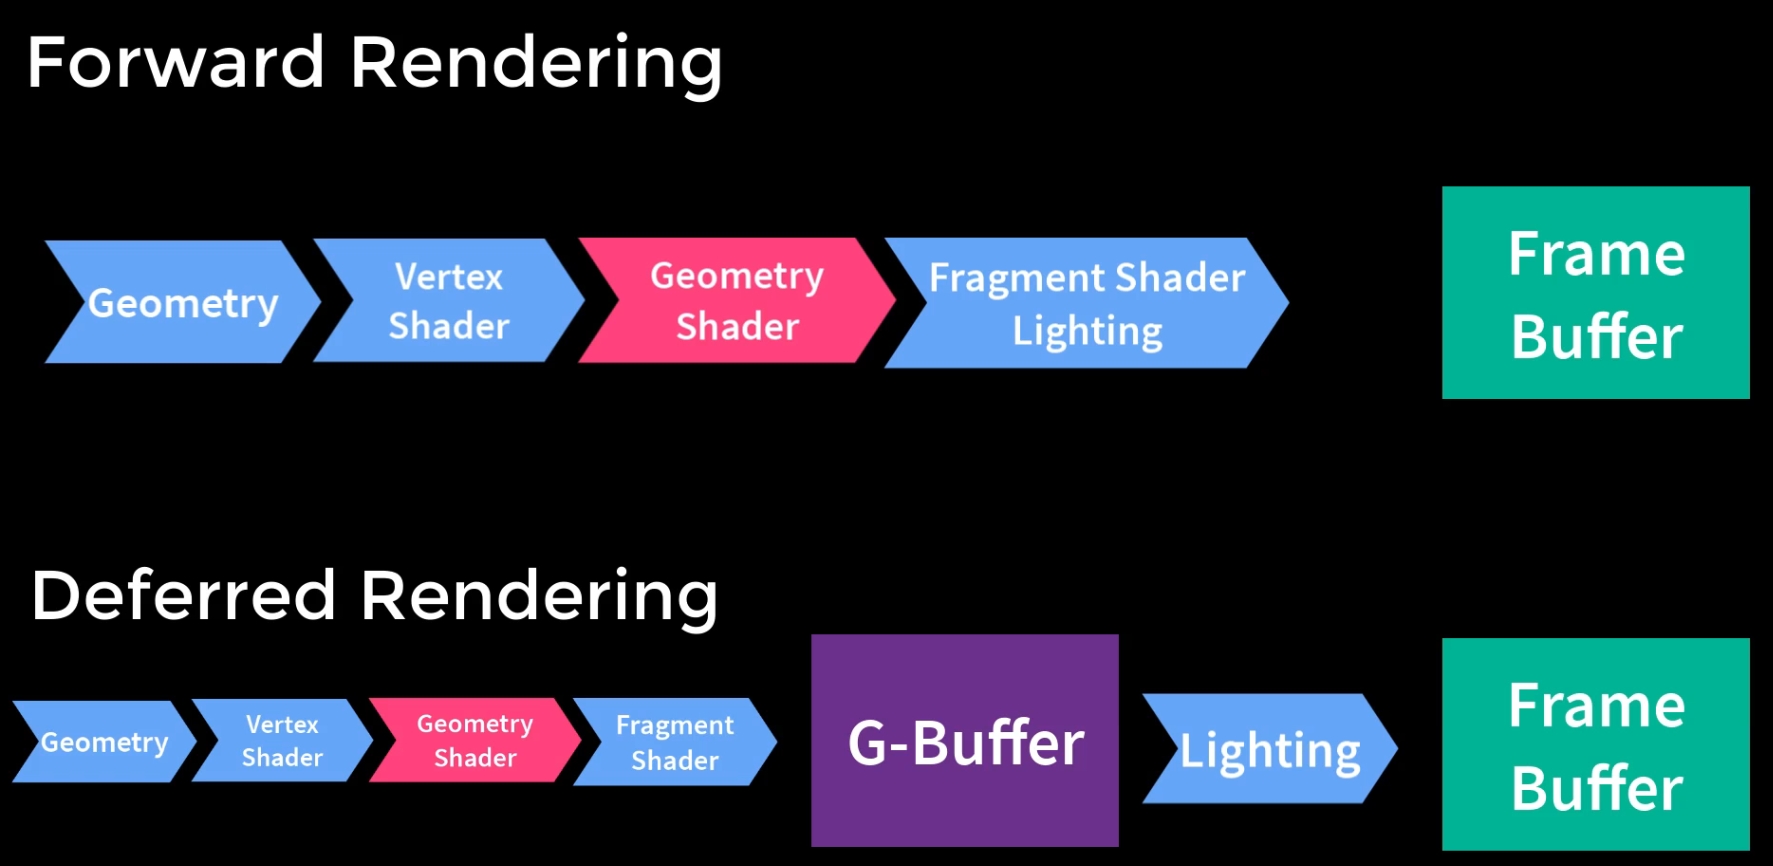 Forward Rendering
Geometry
Vertex
Shader
Geometry
Shader
Fragment Shader
Lighting
Frame
Buffer
Deferred Rendering
Geometry
Vertex
Shader
Geometry
Shader
Fragment
Shader
G-Buffer
Lighting
Frame
Buffer